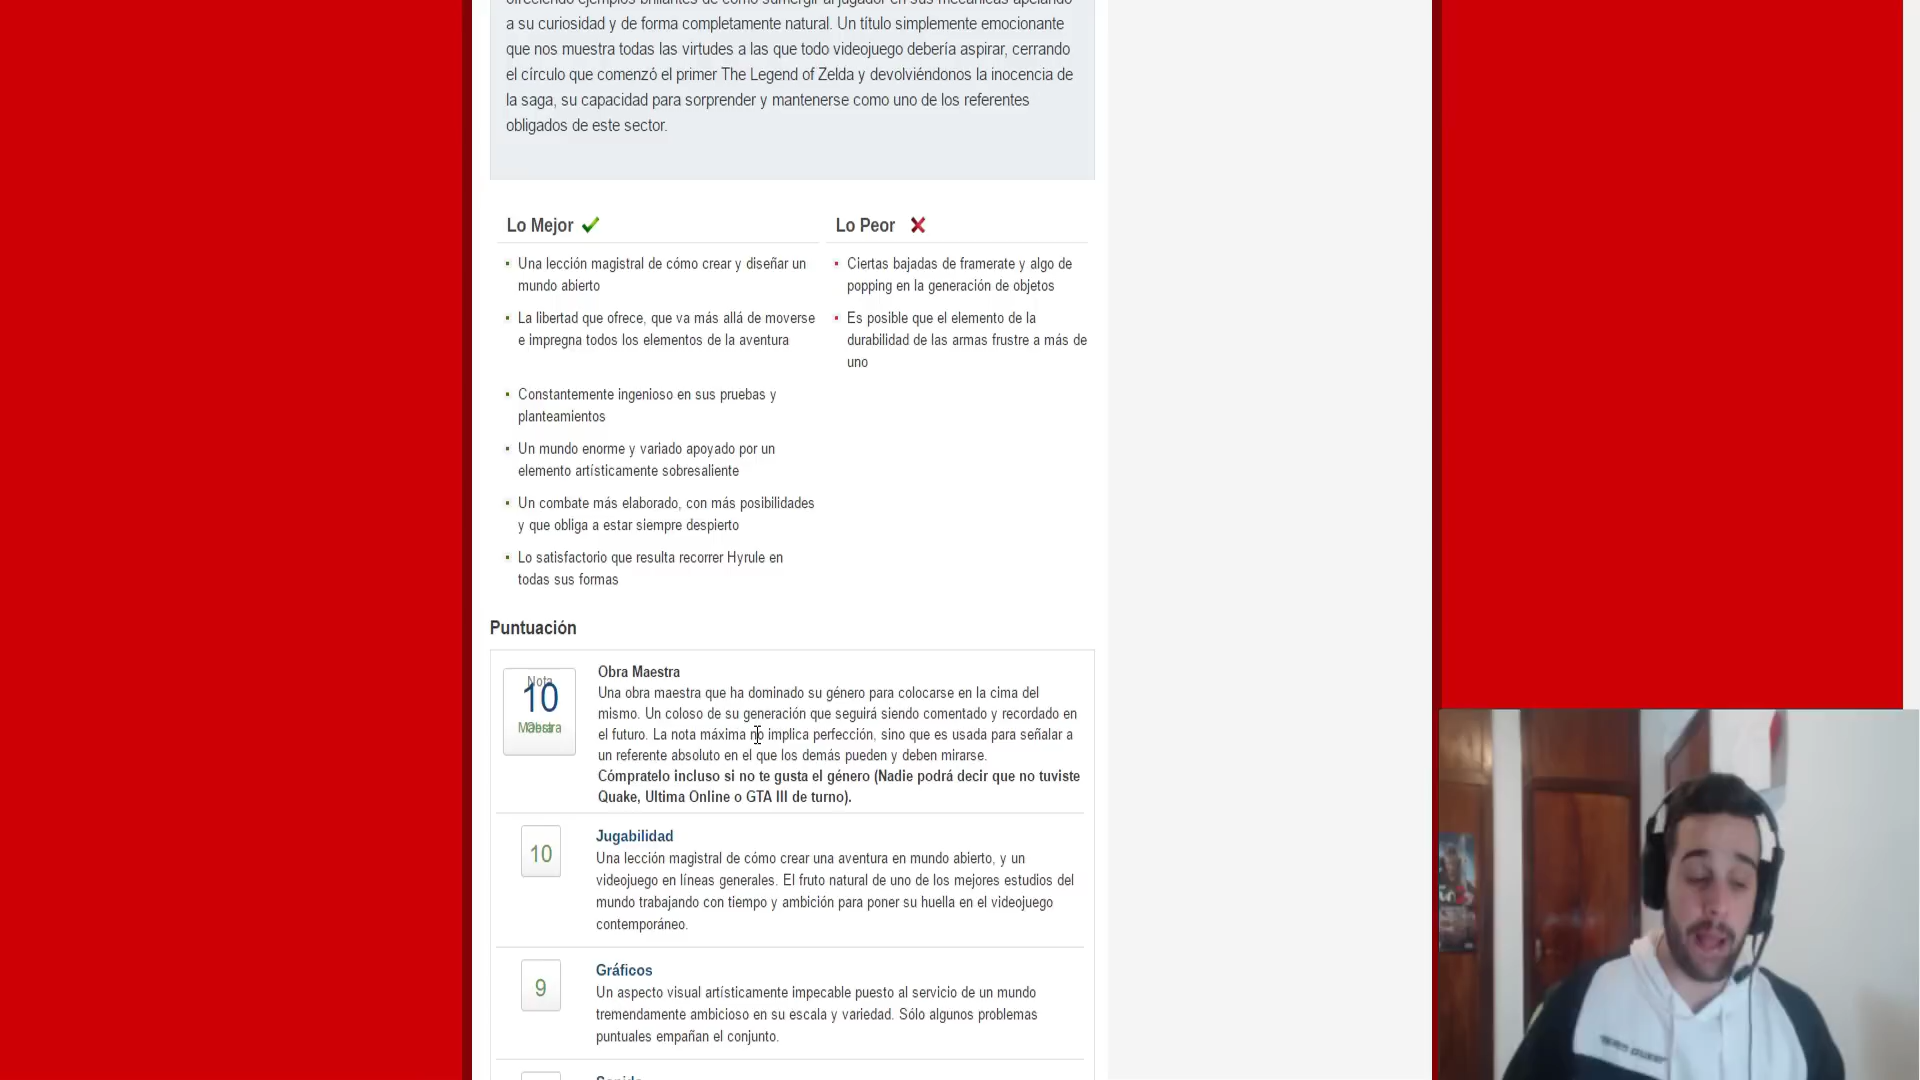 ofreciendo ejemplos brillantes de cómo sumergir al jugador en sus mecánicas apelando
a su curiosidad y de forma completamente natural. Un título simplemente emocionante
que nos muestra todas las virtudes a las que todo videojuego debería aspirar, cerrando
el círculo que comenzó el primer The Legend of Zelda y devolviéndonos la inocencia de
la saga, su capacidad para sorprender y mantenerse como uno de los referentes
obligados de este sector.
Lo Mejor
Una lección magistral de cómo crear y diseñar un
mundo abierto
La libertad que ofrece, que va más allá de moverse
e impregna todos los elementos de la aventura
Constantemente ingenioso en sus pruebas y
planteamientos
Un mundo enorme y variado apoyado por un
elemento artísticamente sobresaliente
Un combate más elaborado, con más posibilidades
y que obliga a estar siempre despierto
Lo satisfactorio que resulta recorrer Hyrule en
todas sus formas
Lo Peor
Ciertas bajadas de framerate y algo de
popping en la generación de objetos
Es posible que el elemento de la
durabilidad de las armas frustre a más de
uno
Puntuación
Nota
10
Obra Maestra
Obra Maestra
Una obra maestra que ha dominado su género para colocarse en la cima del
mismo. Un coloso de su generación que seguirá siendo comentado y recordado en
el futuro. La nota máxima no implica perfección, sino que es usada para señalar a
un referente absoluto en el que los demás pueden y deben mirarse.
Cómpratelo incluso si no te gusta el género (Nadie podrá decir que no tuviste
Quake, Ultima Online o GTA III de turno).
10
Jugabilidad
Una lección magistral de cómo crear una aventura en mundo abierto, y un
videojuego en líneas generales. El fruto natural de uno de los mejores estudios del
mundo trabajando con tiempo y ambición para poner su huella en el videojuego
contemporáneo.
9
Gráficos
Un aspecto visual artísticamente impecable puesto al servicio de un mundo
tremendamente ambicioso en su escala y variedad. Sólo algunos problemas
puntuales empañan el conjunto.